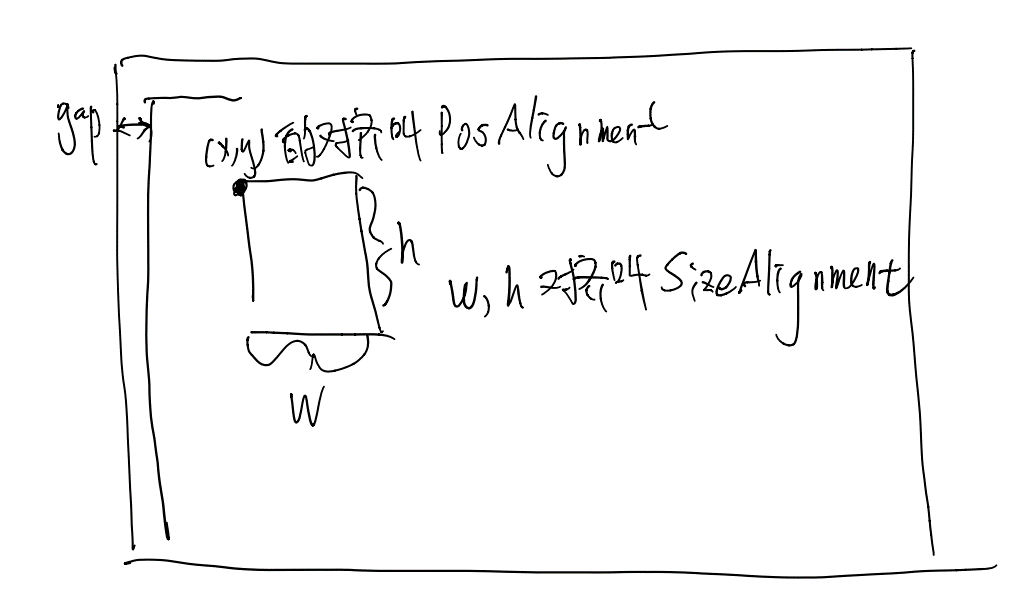 gap
(x,y)的对齐叫 PosAlignment
h
w, h 对齐叫 SizeAlignment
W